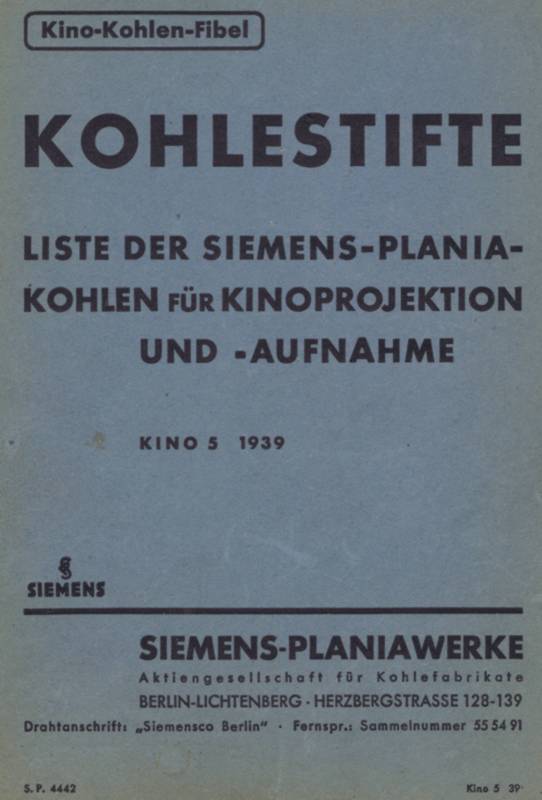 Kino-Kohlen-Fibel
KOHLESTIFTE
LISTE DER SIEMENS-PLANIA-
KOHLEN FÜR KINOPROJEKTION
UND -AUFNAHME
KINO 5 1939
SIEMENS
SIEMENS-PLANIAWERKE
Aktiengesellschaft für Kohlefabrikate
BERLIN-LICHTENBERG · HERZBERGSTRASSE 128-139
Drahtanschrift: „Siemensco Berlin" · Fernspr.: Sammelnummer 55 54 91
S. P. 4442
Kino 5 39